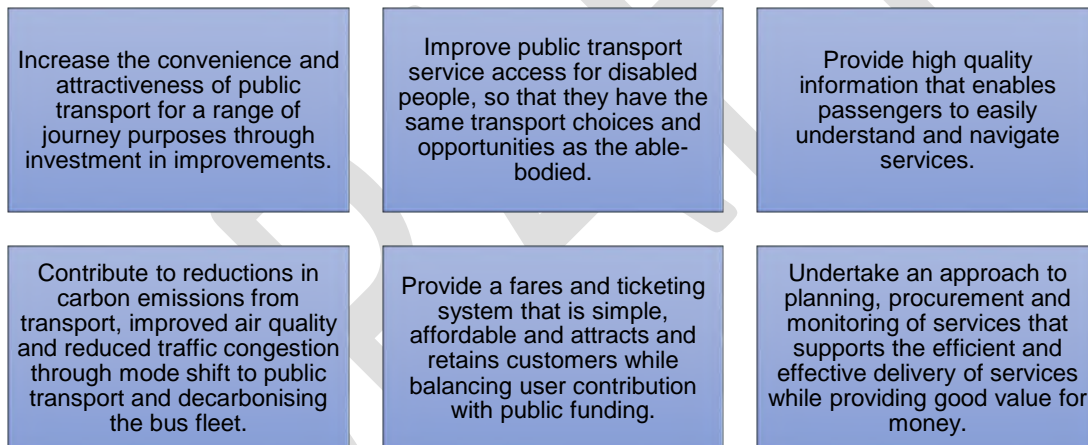 Increase the convenience and
attractiveness of public
transport for a range of
journey purposes through
investment in improvements.
Improve public transport
service access for disabled
people, so that they have the
same transport choices and
opportunities as the able-
bodied.
Provide high quality
information that enables
passengers to easily
understand and navigate
services.
Contribute to reductions in
carbon emissions from
transport, improved air quality
and reduced traffic congestion
through mode shift to public
transport and decarbonising
the bus fleet.
Provide a fares and ticketing
system that is simple,
affordable and attracts and
retains customers while
balancing user contribution
with public funding.
Undertake an approach to
planning, procurement and
monitoring of services that
supports the efficient and
effective delivery of services
while providing good value for
money.